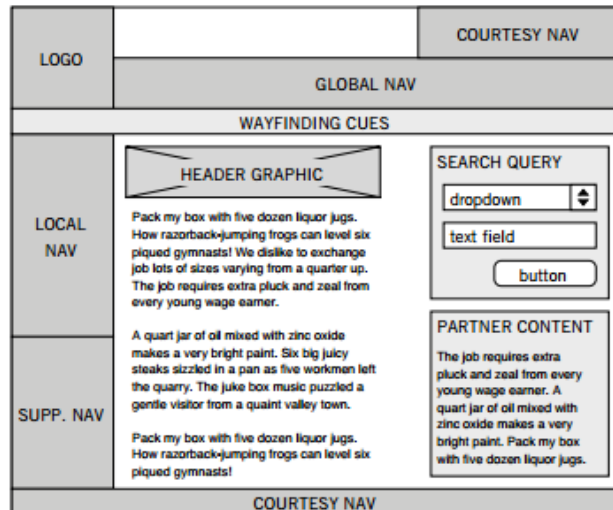 LOGO
COURTESY NAV
GLOBAL NAV
WAYFINDING CUES
LOCAL
NAV
SUPP. NAV
HEADER GRAPHIC
Pack my box with five dozen liquor jugs.
How razorback-jumping frogs can level six
piqued gymnasts! We dislike to exchange
job lots of sizes varying from a quarter up.
The job requires extra pluck and zeal from
every young wage earner.
A quart jar of oil mixed with zinc oxide
makes a very bright paint. Six big juicy
steaks sizzled in a pan as five workmen left
the quarry. The juke box music puzzled a
gentle visitor from a quaint valley town.
Pack my box with five dozen liquor jugs.
How razorback-jumping frogs can level six
piqued gymnasts!
SEARCH QUERY
dropdown
text field
button
PARTNER CONTENT
The job requires extra
pluck and zeal from every
young wage earner. A
quart jar of oil mixed with
zinc oxide makes a very
bright paint. Pack my box
with five dozen liquor jugs.
COURTESY NAV